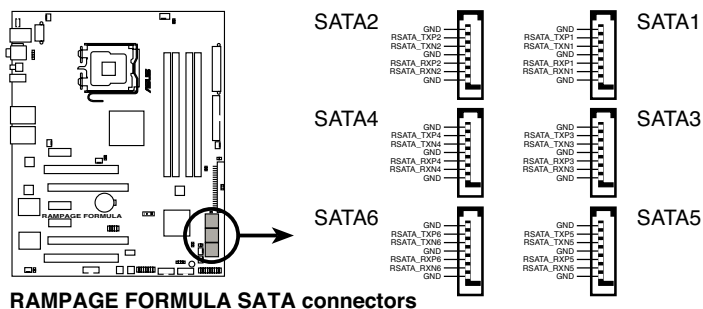 SATA2
GND
RSATA_TXP2
RSATA_TXN2
GND
RSATA_RXP2
RSATA_RXN2
GND
SATA1
GND
RSATA_TXP1
RSATA_TXN1
GND
RSATA_RXP1
RSATA_RXN1
GND
SATA4
GND
RSATA_TXP4
RSATA_TXN4
GND
RSATA_RXP4
RSATA_RXN4
GND
SATA3
GND
RSATA_TXP3
RSATA_TXN3
GND
RSATA_RXP3
RSATA_RXN3
GND
SATA6
GND
RSATA_TXP6
RSATA_TXN6
GND
RSATA_RXP6
RSATA_RXN6
GND
SATA5
GND
RSATA_TXP5
RSATA_TXN5
GND
RSATA_RXP5
RSATA_RXN5
GND
ASUS
RAMPAGE FORMULA
RAMPAGE FORMULA SATA connectors